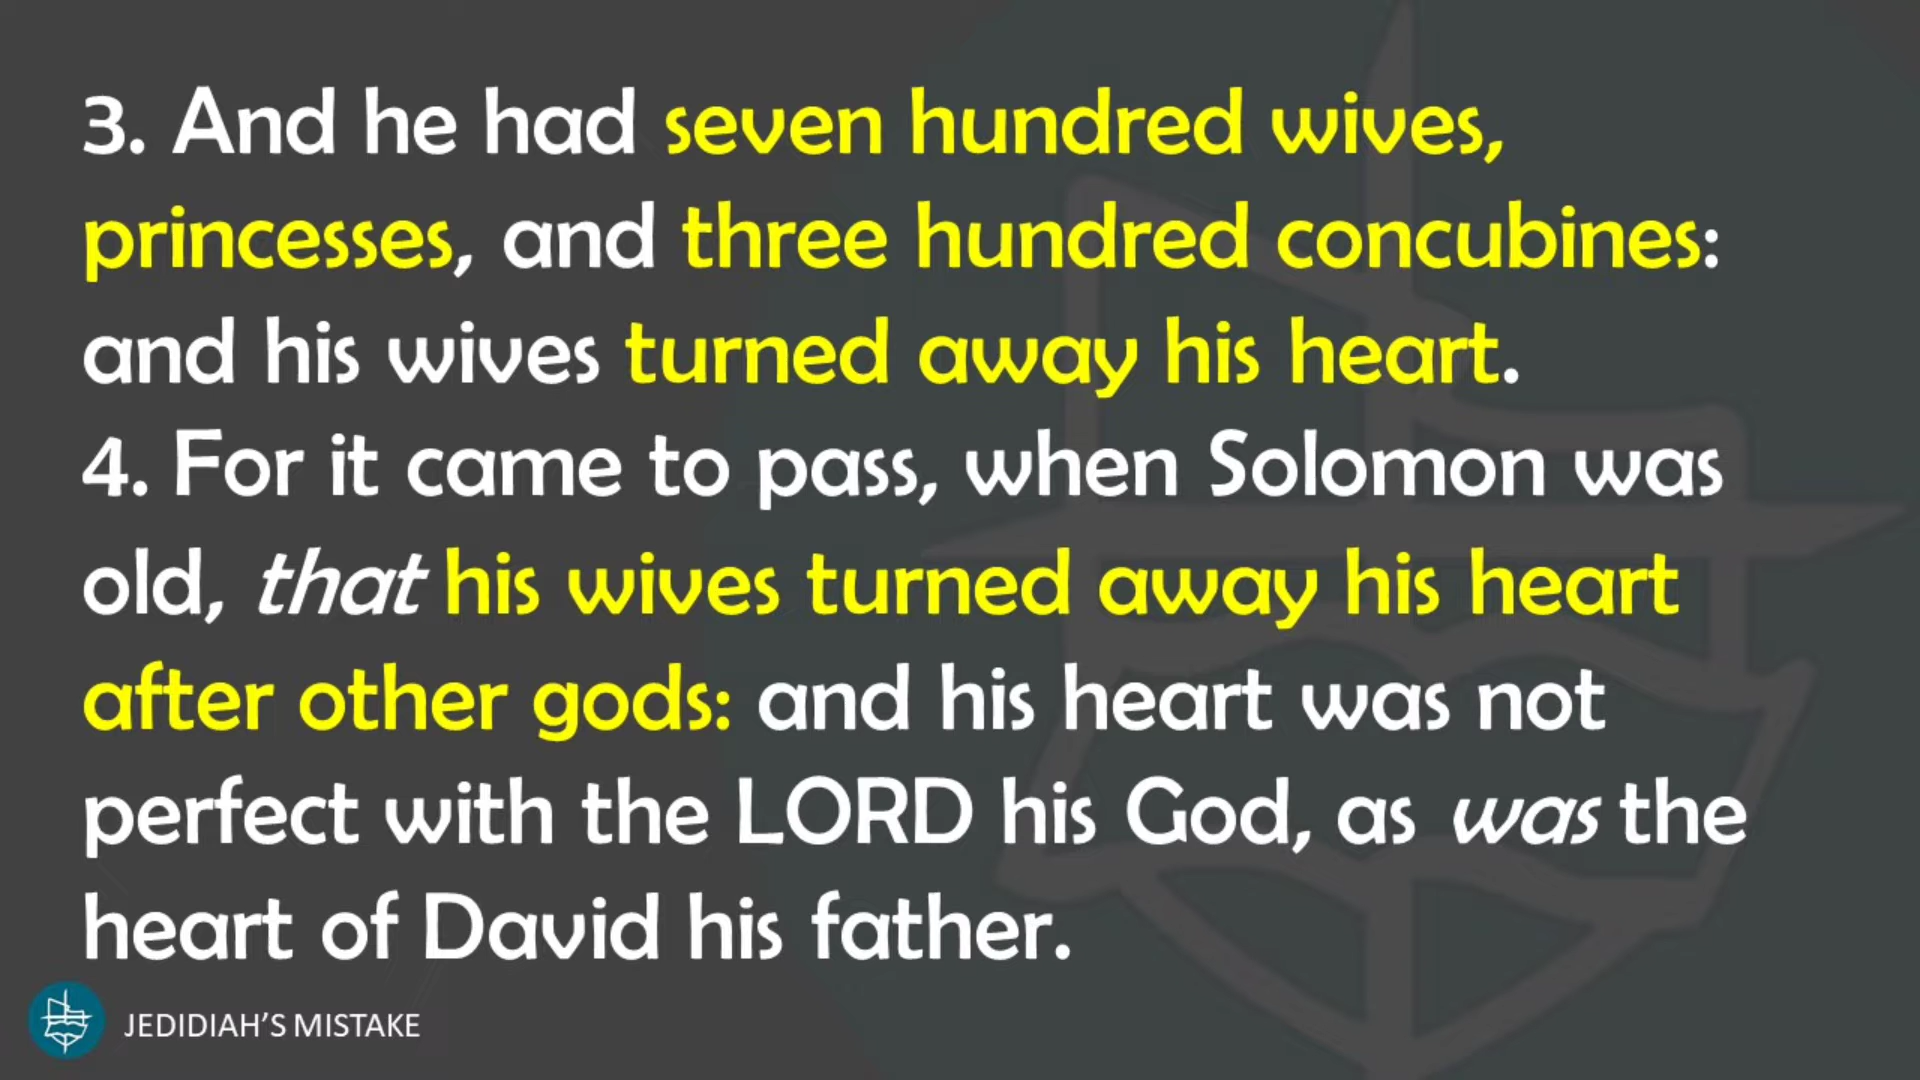 3. And he had seven hundred wives,
princesses, and three hundred concubines:
and his wives turned away his heart.
4. For it came to pass, when Solomon was
old, that his wives turned away his heart
after other gods: and his heart was not
perfect with the LORD his God, as was the
heart of David his father.
JEDIDIAH'S MISTAKE